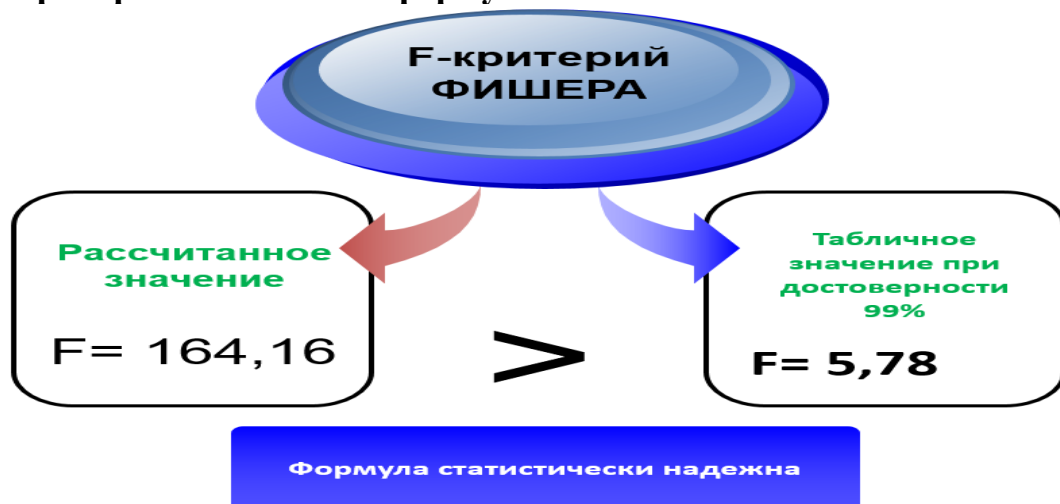 F-критерий
ФИШЕРА
Рассчитанное
значение
F= 164,16
>
Табличное
значение при
достоверности
99%
F= 5,78
Формула статистически надежна